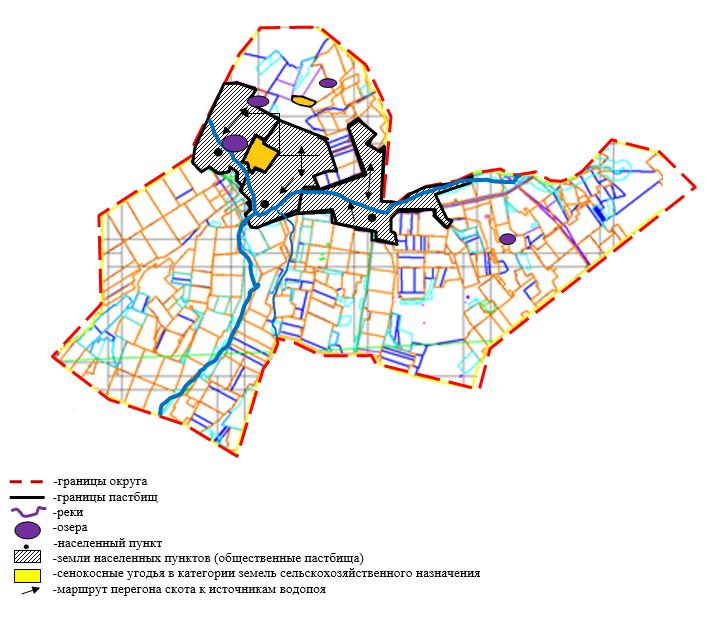 -границы округа
-границы пастбищ
-реки
-озера
-населенный пункт
-земли населенных пунктов (общественные пастбища)
-сенокосные угодья в категории земель сельскохозяйственного назначения
-маршрут перегона скота к источникам водопоя